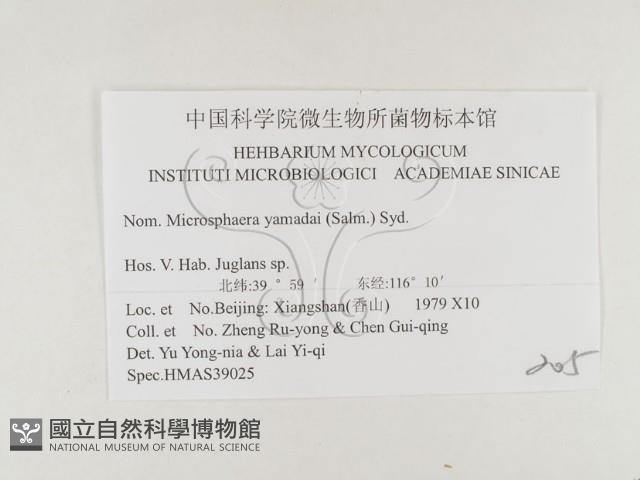 中国科学院微生物所菌物标本馆
HEHBARIUM MYCOLOGICUM
INSTITUTI MICROBIOLOGICI ACADEMIAE SINICAE
Nom. Microsphaera yamadai (Salm.) Syd.
Hos. V. Hab. Juglans sp.
北纬:39 °59 ′ 东经:116°10′
Loc. et No.Beijing: Xiangshan(香山) 1979 X10
Coll. et No. Zheng Ru-yong & Chen Gui-qing
Det. Yu Yong-nia & Lai Yi-qi
Spec.HMAS39025
205
國立自然科學博物館
NATIONAL MUSEUM OF NATURAL SCIENCE